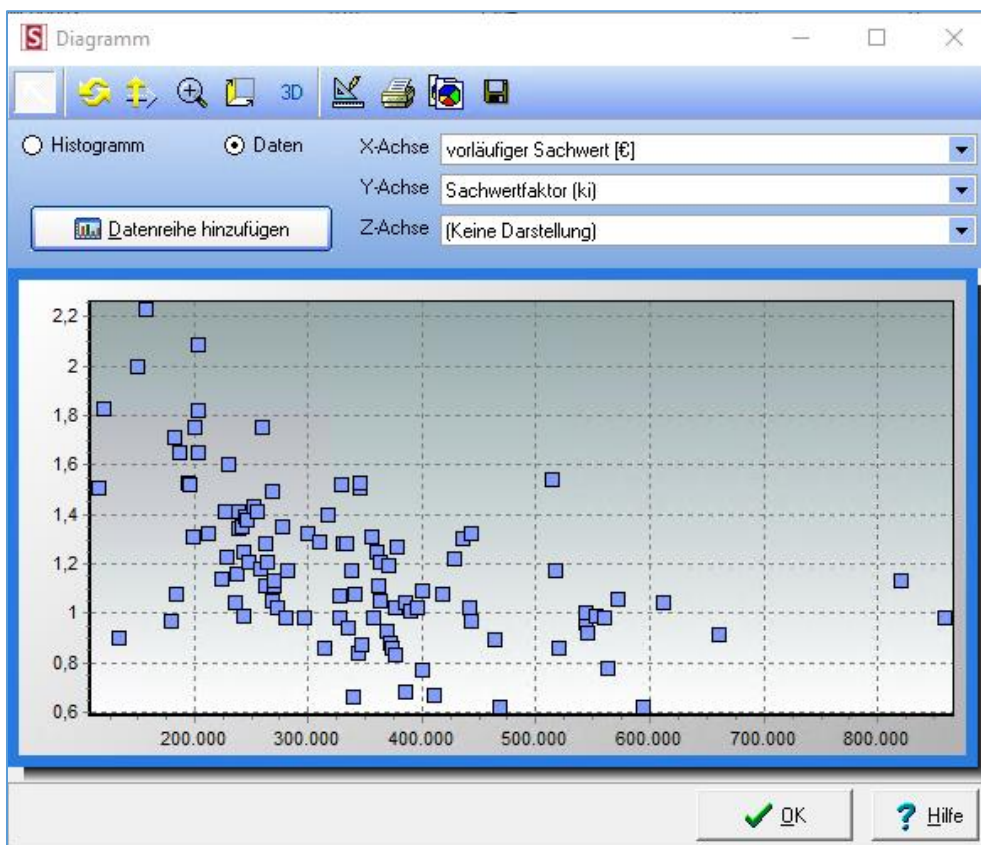 S Diagramm
3D
Histogramm
Daten
X-Achse vorläufiger Sachwert [€]
Y-Achse Sachwertfaktor (ki)
Datenreihe hinzufügen
Z-Achse (Keine Darstellung)
2,2
2
1,8
1,6
1,4
1,2
1
0,8
0,6
200.000 300.000 400.000 500.000 600.000 700.000 800.000
OK
Hilfe